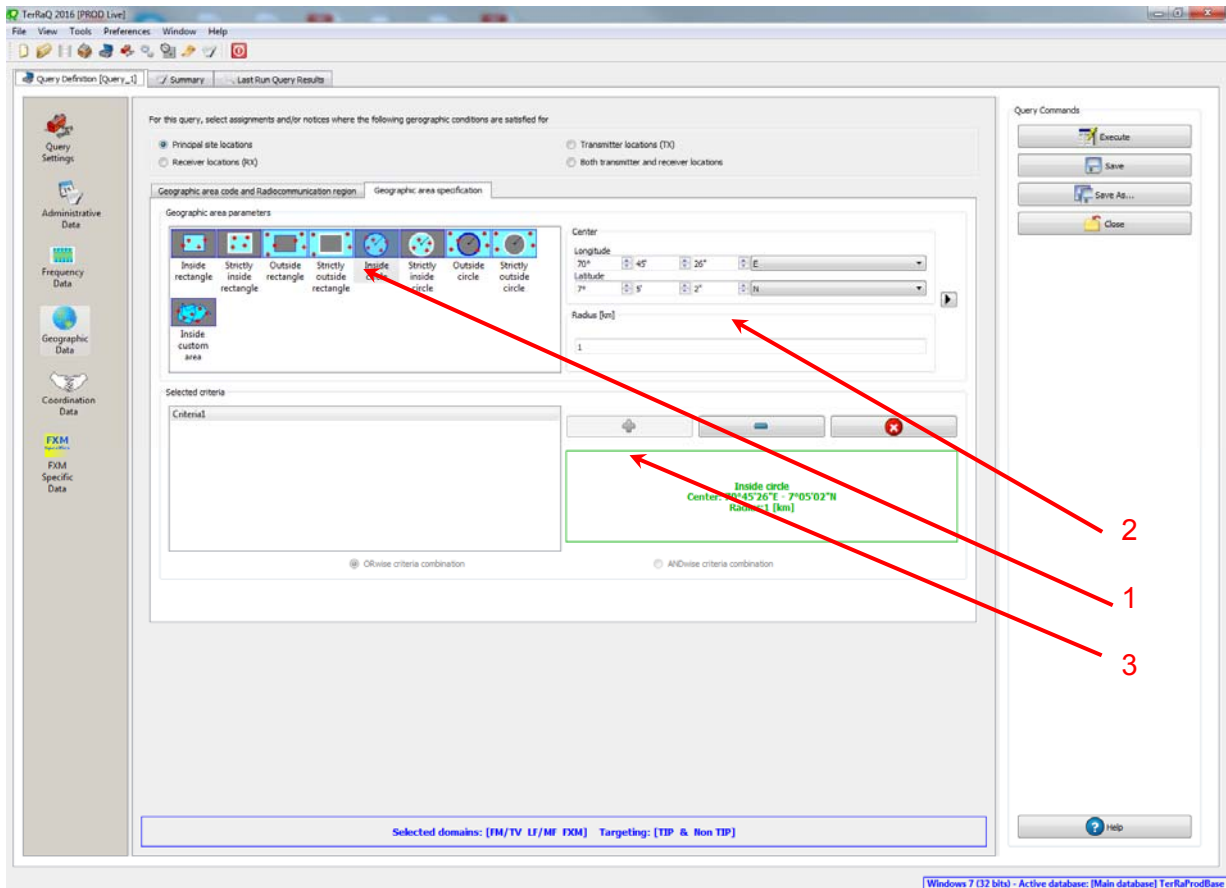 TerRaQ 2016 [PROD Live]
File View Tools Preferences Window Help
Query Definition [Query_1] Summary Last Run Query Results
Query Settings
Administrative Data
Frequency Data
Geographic Data
Coordination Data
FXM
FXM Specific Data
For this query, select assignments and/or notices where the following gerographic conditions are satisfied for
Principal site locations
Transmitter locations (TX)
Receiver locations (RX)
Both transmitter and receiver locations
Geographic area code and Radiocommunication region Geographic area specification
Geographic area parameters
Inside rectangle
Strictly inside rectangle
Outside rectangle
Strictly outside rectangle
Inside circle
Strictly inside circle
Outside circle
Strictly outside circle
Inside custom area
Center
Longitude
70° 45' 26" E
Latitude
7° 5' 2" N
Radius [km]
1
Selected criteria
Criteria1
Inside circle
Center: 70°45'26"E - 7°05'02"N
Radius:1 [km]
ORwise criteria combination
ANDwise criteria combination
Selected domains: [FM/TV LF/MF FXM] Targeting: [TIP & Non TIP]
Query Commands
Execute
Save
Save As...
Close
2
1
3
Help
Windows 7 (32 bits) - Active database: [Main database] TerRaProdBase